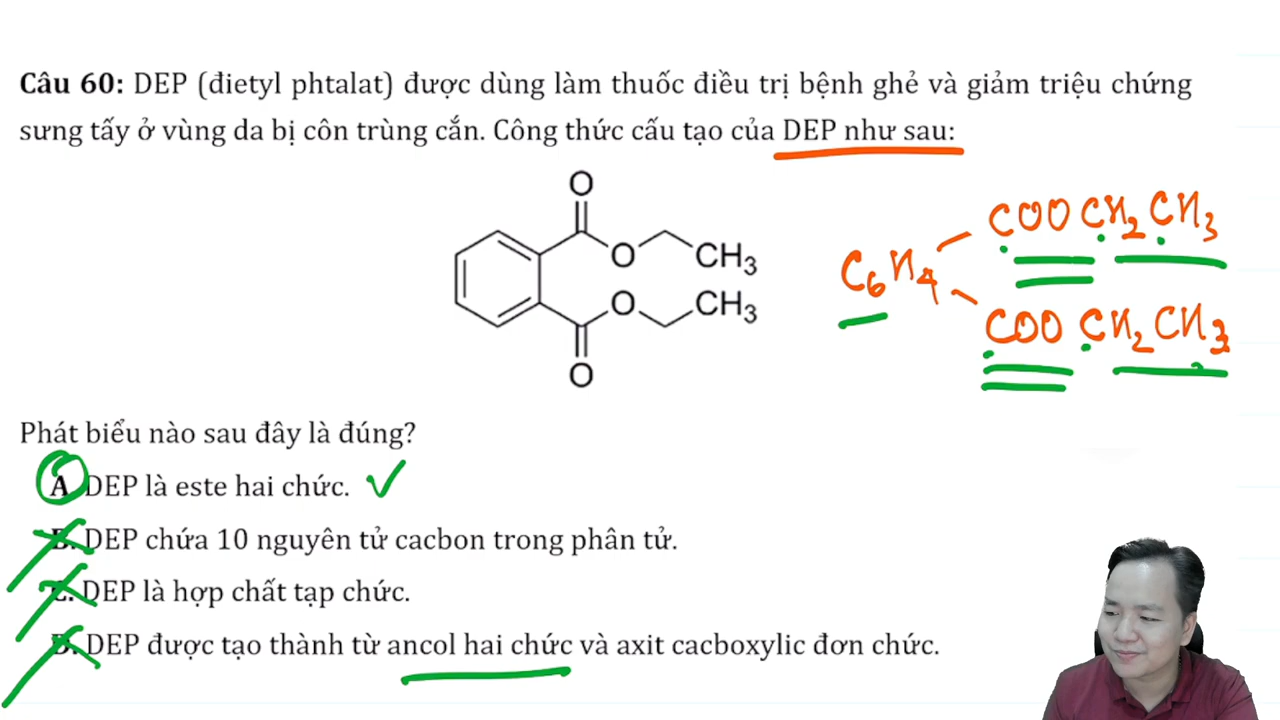 Câu 60: DEP (đietyl phtalat) được dùng làm thuốc điều trị bệnh ghẻ và giảm triệu chứng
sưng tấy ở vùng da bị côn trùng cắn. Công thức cấu tạo của DEP như sau:
O
O
CH₃
O
CH₃
O
COOCH₂CH₃
C₆H₄
COOCH₂CH₃
Phát biểu nào sau đây là đúng?
A. DEP là este hai chức.
B. DEP chứa 10 nguyên tử cacbon trong phân tử.
C. DEP là hợp chất tạp chức.
D. DEP được tạo thành từ ancol hai chức và axit cacboxylic đơn chức.